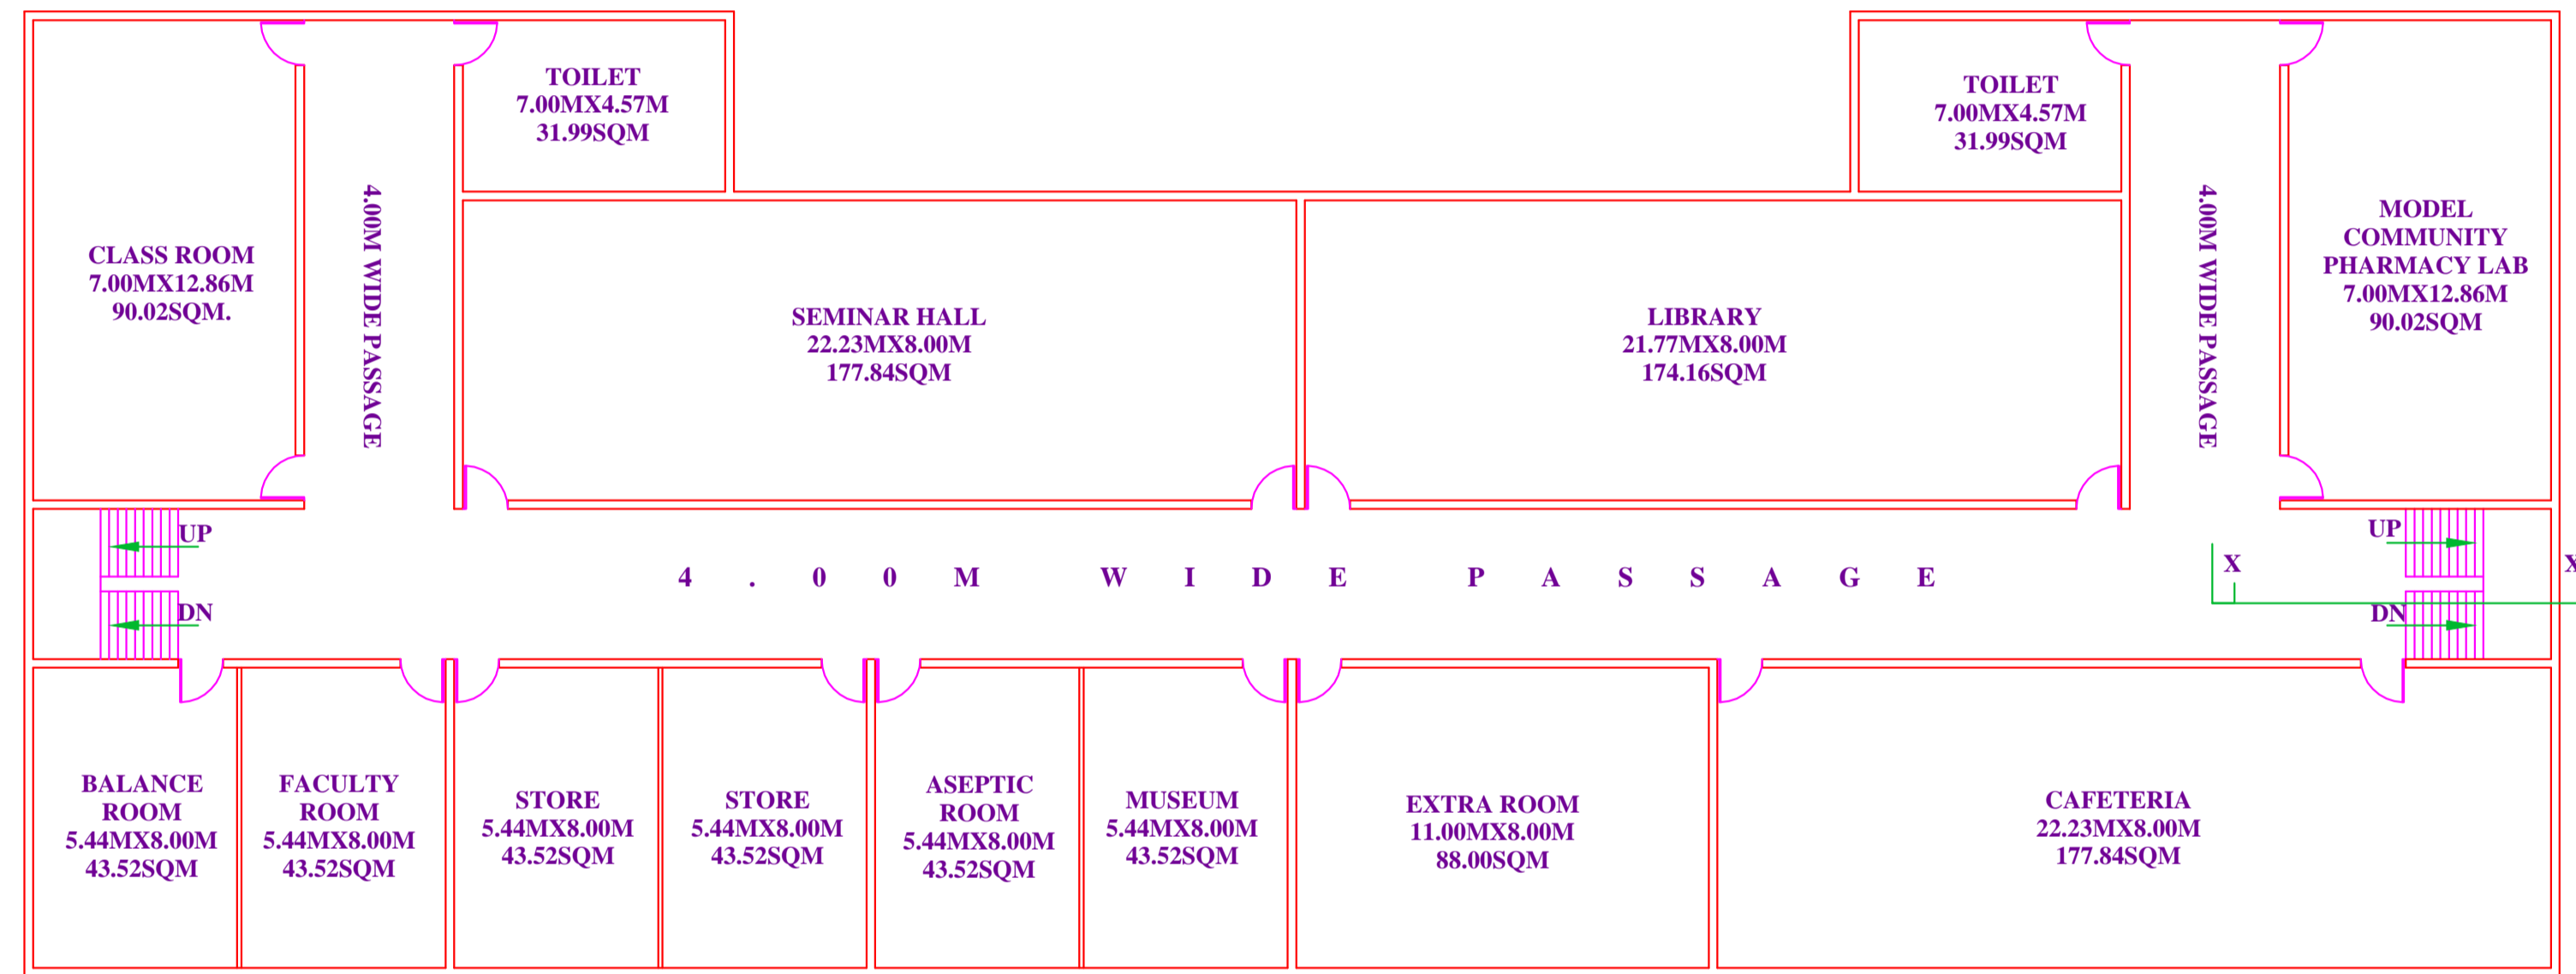 TOILET
7.00MX4.57M
31.99SQM
TOILET
7.00MX4.57M
31.99SQM
CLASS ROOM
7.00MX12.86M
90.02SQM.
4.00M WIDE PASSAGE
SEMINAR HALL
22.23MX8.00M
177.84SQM
LIBRARY
21.77MX8.00M
174.16SQM
4.00M WIDE PASSAGE
MODEL
COMMUNITY
PHARMACY LAB
7.00MX12.86M
90.02SQM
UP
DN
4.00M WIDE PASSAGE
UP
DN
X
X
BALANCE
ROOM
5.44MX8.00M
43.52SQM
FACULTY
ROOM
5.44MX8.00M
43.52SQM
STORE
5.44MX8.00M
43.52SQM
STORE
5.44MX8.00M
43.52SQM
ASEPTIC
ROOM
5.44MX8.00M
43.52SQM
MUSEUM
5.44MX8.00M
43.52SQM
EXTRA ROOM
11.00MX8.00M
88.00SQM
CAFETERIA
22.23MX8.00M
177.84SQM